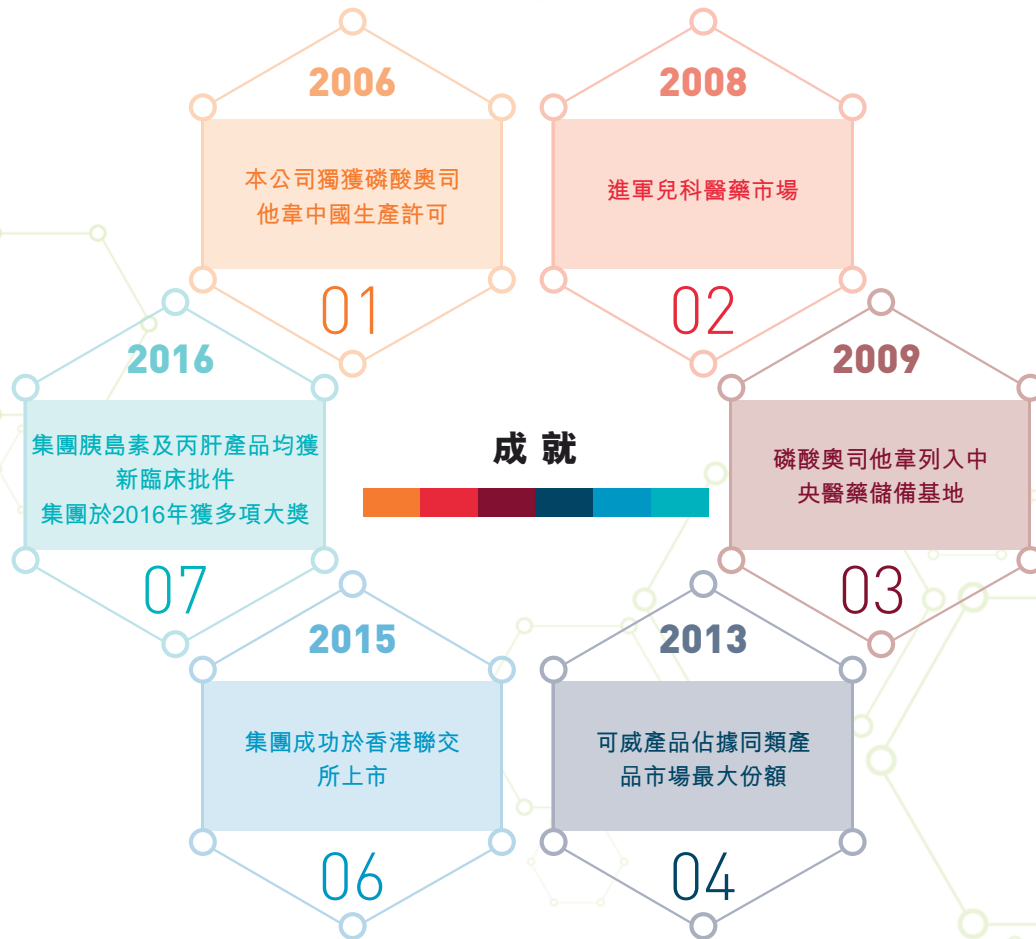 成就
2006
本公司獨獲磷酸奧司
他韋中國生產許可
01
2008
進軍兒科醫藥市場
02
2009
磷酸奧司他韋列入中
央醫藥儲備基地
03
2013
可威產品佔據同類產
品市場最大份額
04
2015
集團成功於香港聯交
所上市
06
2016
集團胰島素及丙肝產品均獲
新臨床批件
集團於2016年獲多項大獎
07